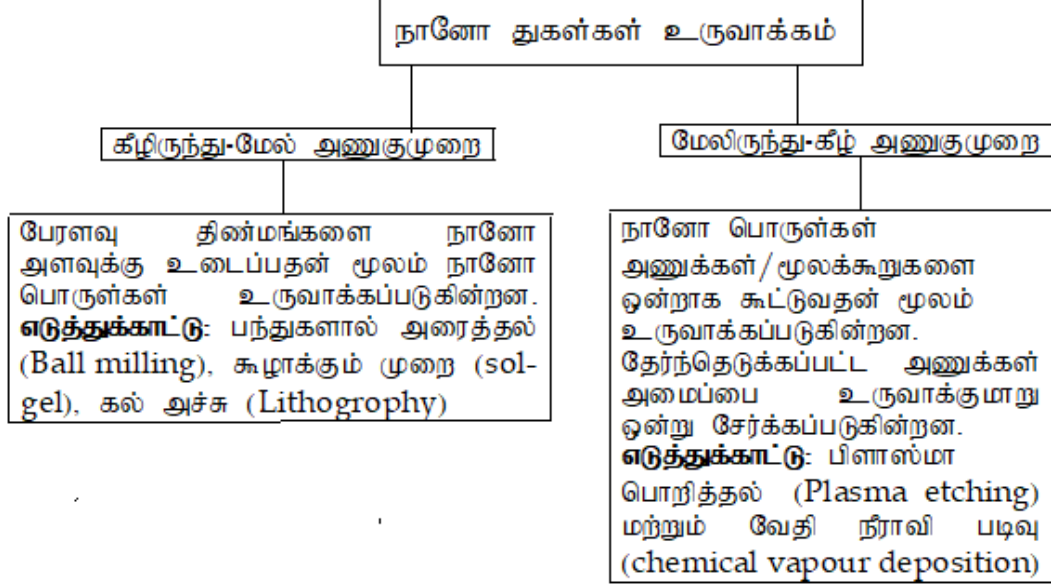 நானோ துகள்கள் உருவாக்கம்
கீழிருந்து-மேல் அணுகுமுறை
பேரளவு திண்மங்களை நானோ
அளவுக்கு உடைப்பதன் மூலம் நானோ
பொருள்கள் உருவாக்கப்படுகின்றன.
எடுத்துக்காட்டு: பந்துகளால் அரைத்தல்
(Ball milling), கூழாக்கும் முறை (sol-
gel), கல் அச்சு (Lithogrophy)
மேலிருந்து-கீழ் அணுகுமுறை
நானோ பொருள்கள்
அணுக்கள்/மூலக்கூறுகளை
ஒன்றாக கூட்டுவதன் மூலம்
உருவாக்கப்படுகின்றன.
தேர்ந்தெடுக்கப்பட்ட அணுக்கள்
அமைப்பை உருவாக்குமாறு
ஒன்று சேர்க்கப்படுகின்றன.
எடுத்துக்காட்டு: பிளாஸ்மா
பொறித்தல் (Plasma etching)
மற்றும் வேதி நீராவி படிவு
(chemical vapour deposition)